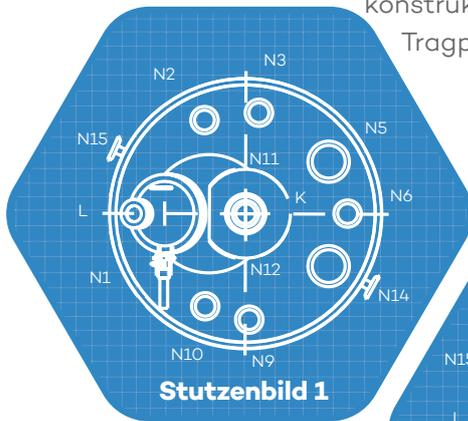 konstruk
Tragp
N3
N2
N5
N15
N11
N6
K
L
N12
N1
N14
N10
N9
Stutzenbild 1
N15
L